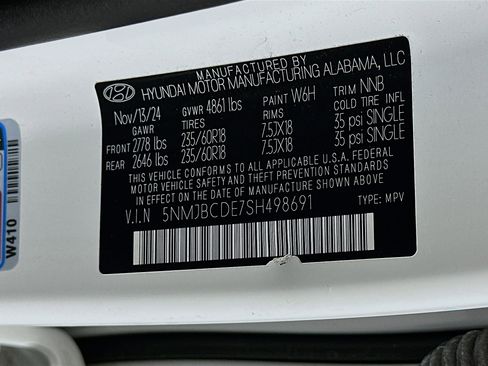 MANUFACTURED BY
HYUNDAI MOTOR MANUFACTURING ALABAMA, LLC
Nov/13/24 GVWR 4861 lbs PAINT W6H TRIM NNB
GAWR TIRES RIMS COLD TIRE INFL
FRONT 2778 lbs 235/60R18 7.5JX18 35 psi SINGLE
REAR 2646 lbs 235/60R18 7.5JX18 35 psi SINGLE
THIS VEHICLE CONFORMS TO ALL APPLICABLE U.S.A. FEDERAL
MOTOR VEHICLE SAFETY, BUMPER, AND THEFT PREVENTION
STANDARDS IN EFFECT ON THE DATE OF MANUFACTURE SHOWN ABOVE.
V.I.N 5NMJBCDE7SH498691 TYPE: MPV
W410